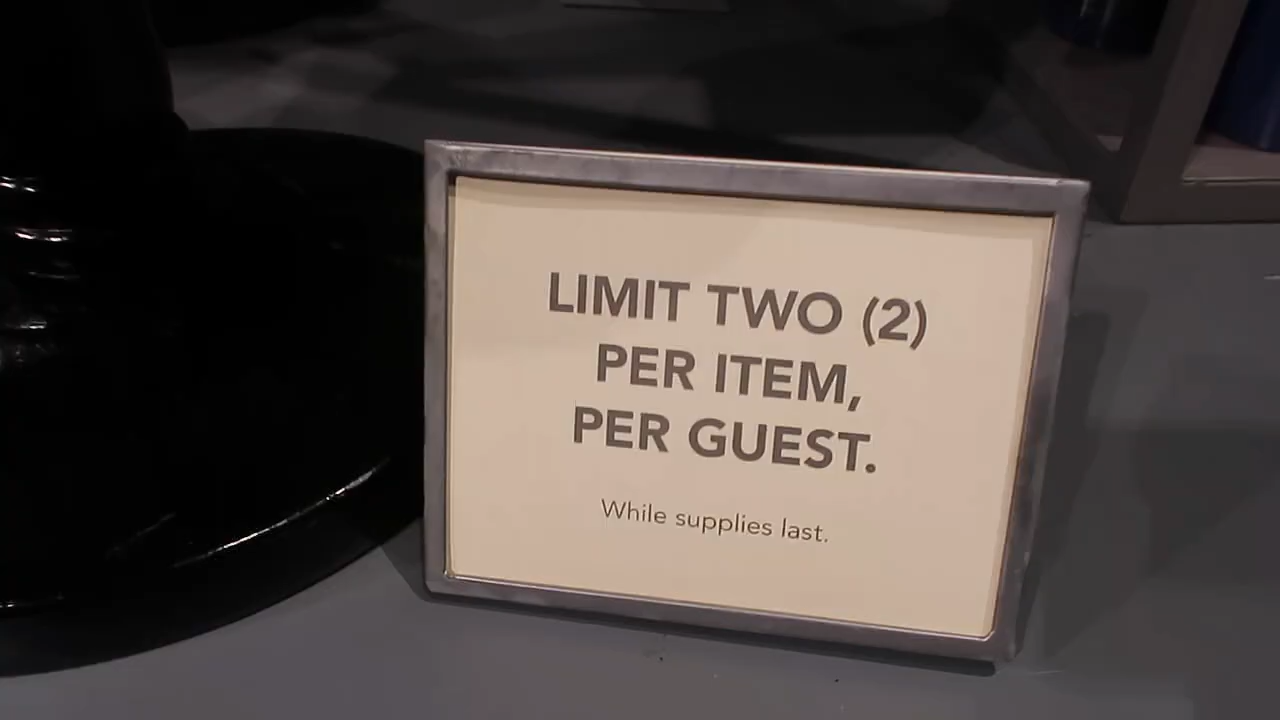 LIMIT TWO (2)
PER ITEM,
PER GUEST.
While supplies last.